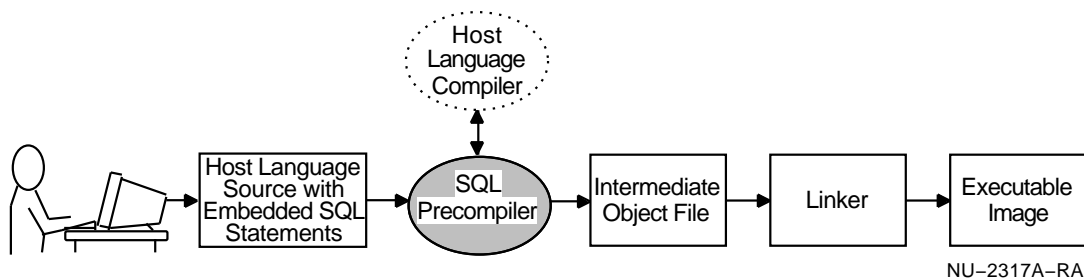 Host
Language
Compiler
Host Language
Source with
Embedded SQL
Statements
SQL
Precompiler
Intermediate
Object File
Linker
Executable
Image
NU–2317A–RA